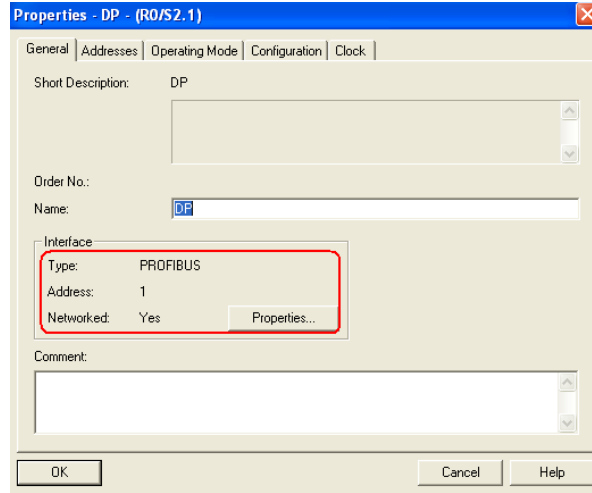 Properties - DP - (R0/S2.1)
General Addresses Operating Mode Configuration Clock
Short Description: DP
Order No.:
Name: DP
Interface
Type: PROFIBUS
Address: 1
Networked: Yes Properties...
Comment:
OK Cancel Help